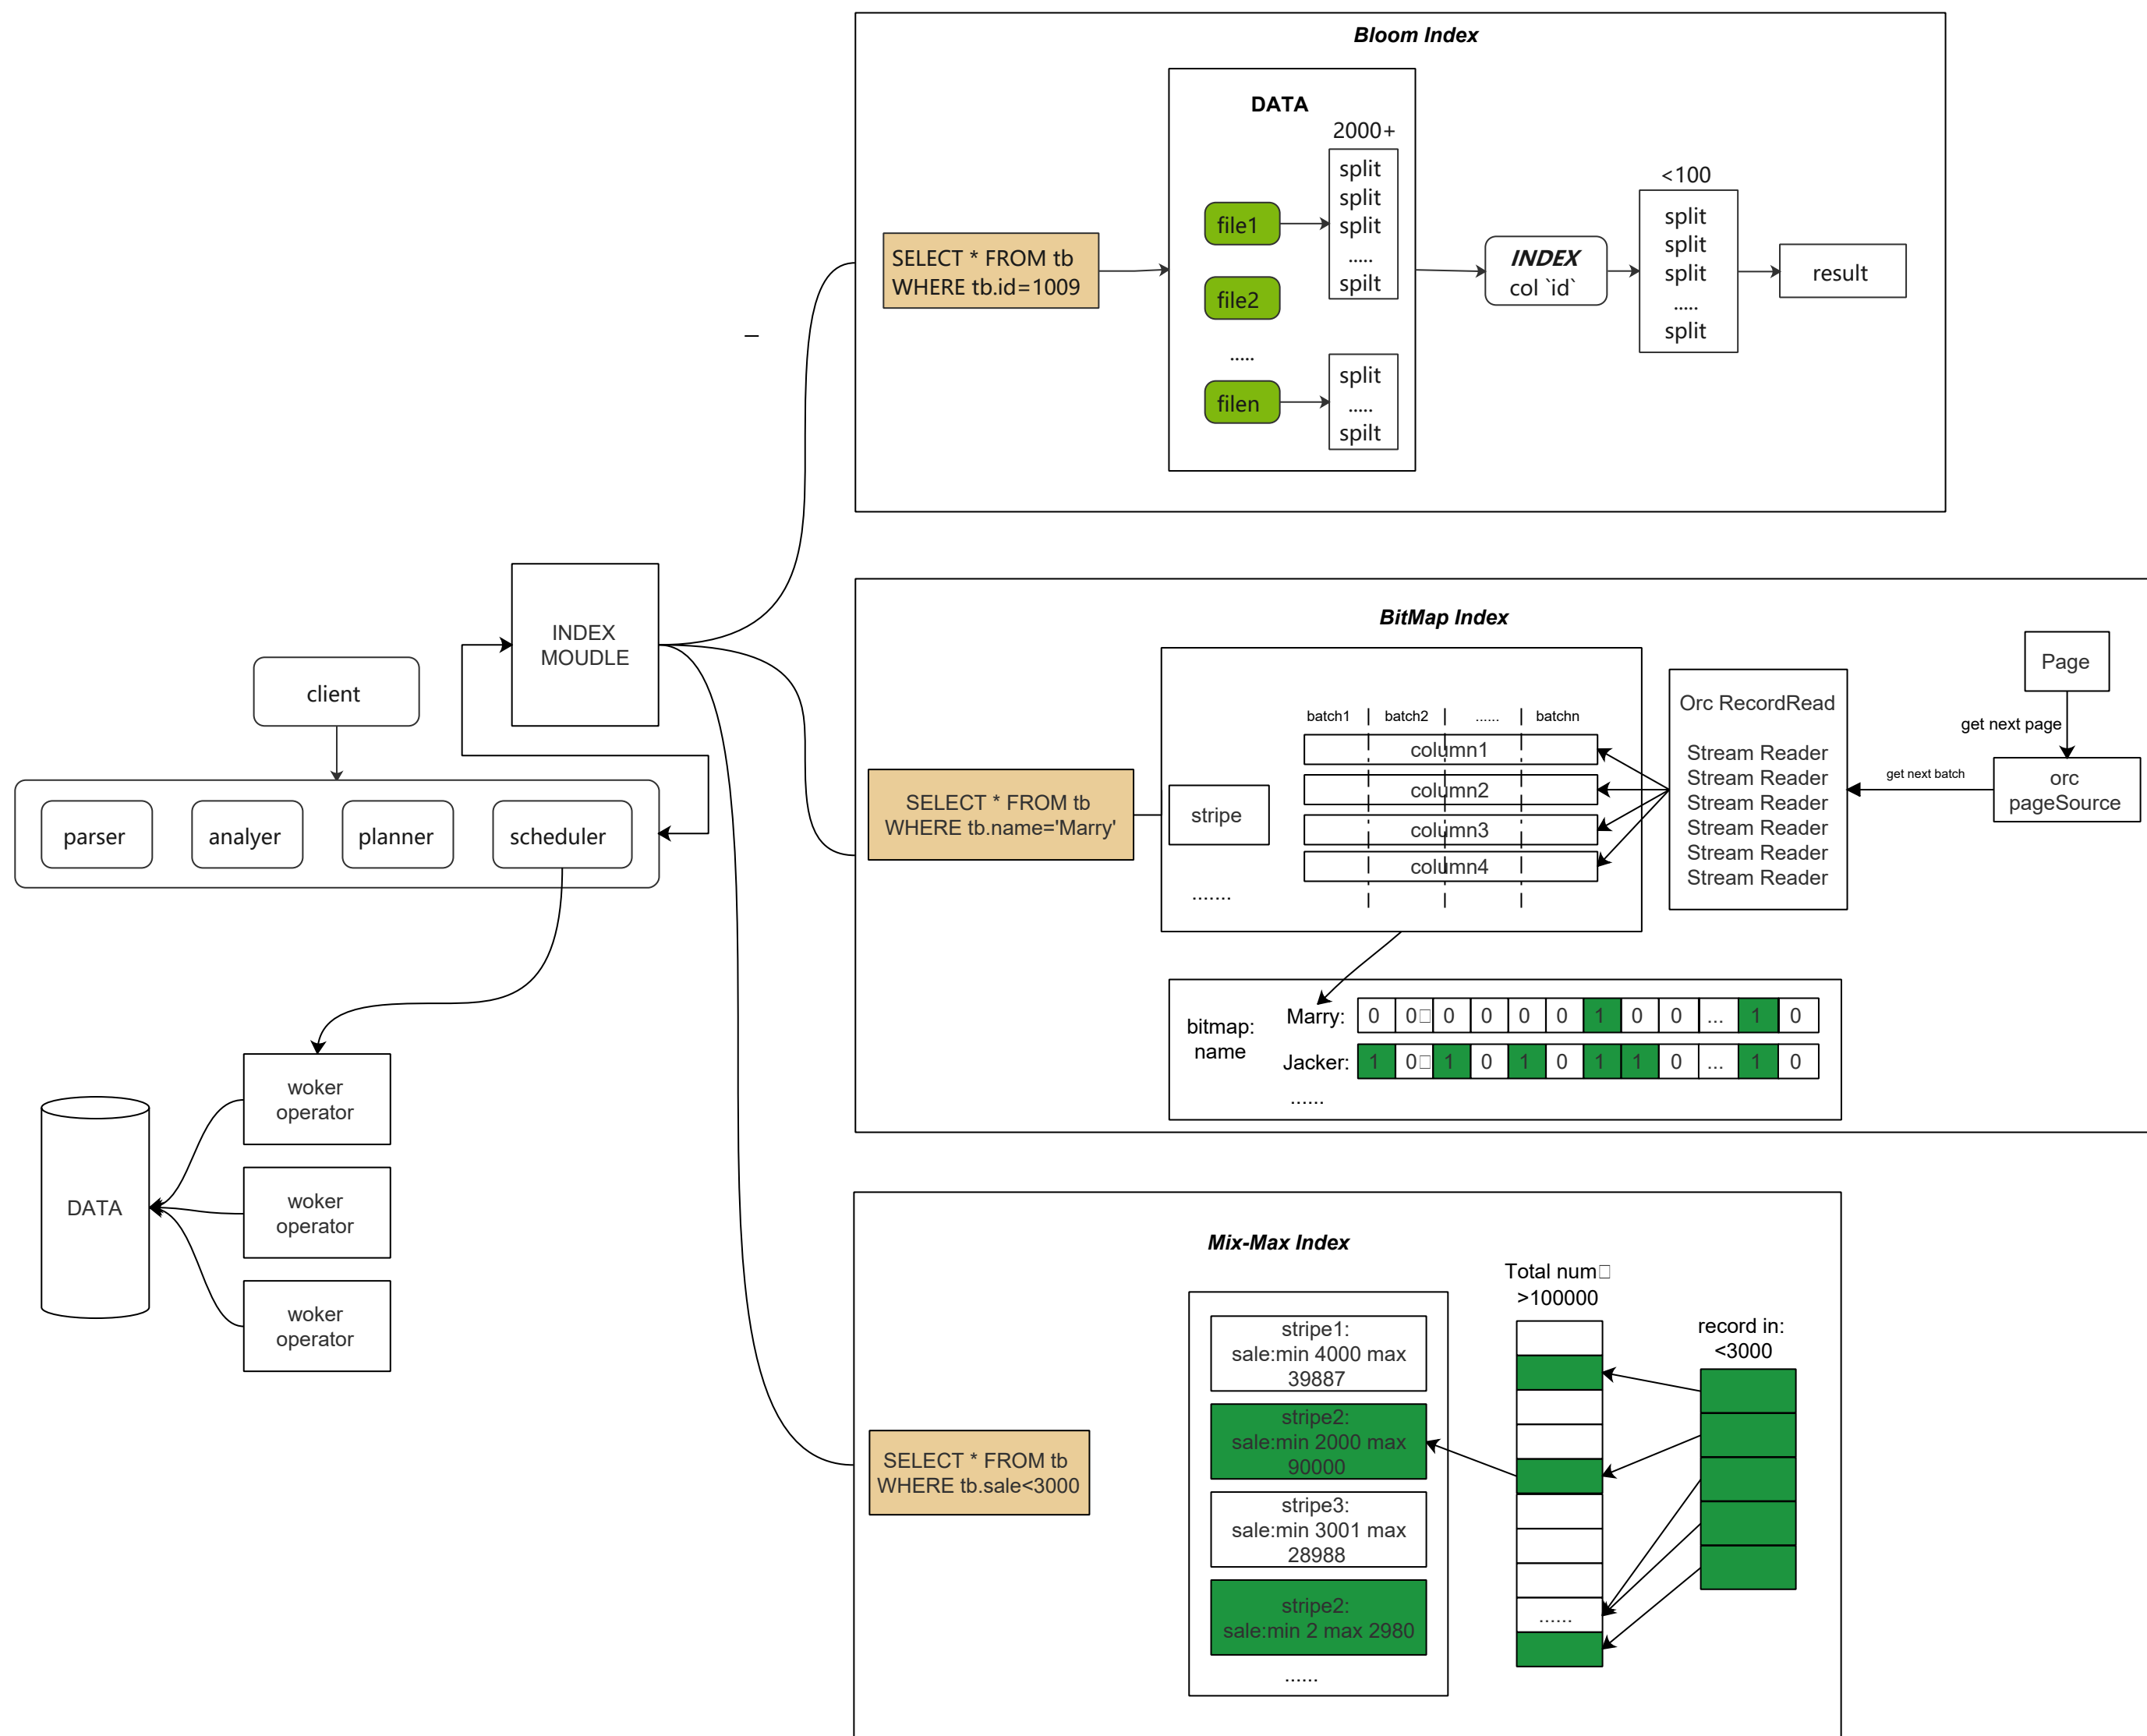 Bloom Index
DATA
2000+
split
split
split
.....
spilt
file1
file2
.....
filen
split
.....
spilt
SELECT * FROM tb
WHERE tb.id=1009
INDEX
col `id`
<100
split
split
split
.....
split
result
INDEX
MOUDLE
client
parser
analyer
planner
scheduler
woker
operator
woker
operator
woker
operator
DATA
BitMap Index
SELECT * FROM tb
WHERE tb.name='Marry'
stripe
.......
batch1
batch2
......
batchn
column1
column2
column3
column4
Orc RecordRead
Stream Reader
Stream Reader
Stream Reader
Stream Reader
Stream Reader
Stream Reader
Page
get next page
get next batch
orc
pageSource
bitmap:
name
Marry: 0 0 0 0 0 0 1 0 0 ... 1 0
Jacker: 1 0 1 0 1 0 1 1 0 ... 1 0
......
Mix-Max Index
SELECT * FROM tb
WHERE tb.sale<3000
stripe1:
sale:min 4000 max
39887
stripe2:
sale:min 2000 max
90000
stripe3:
sale:min 3001 max
28988
stripe2:
sale:min 2 max 2980
......
Total num
>100000
......
record in:
<3000